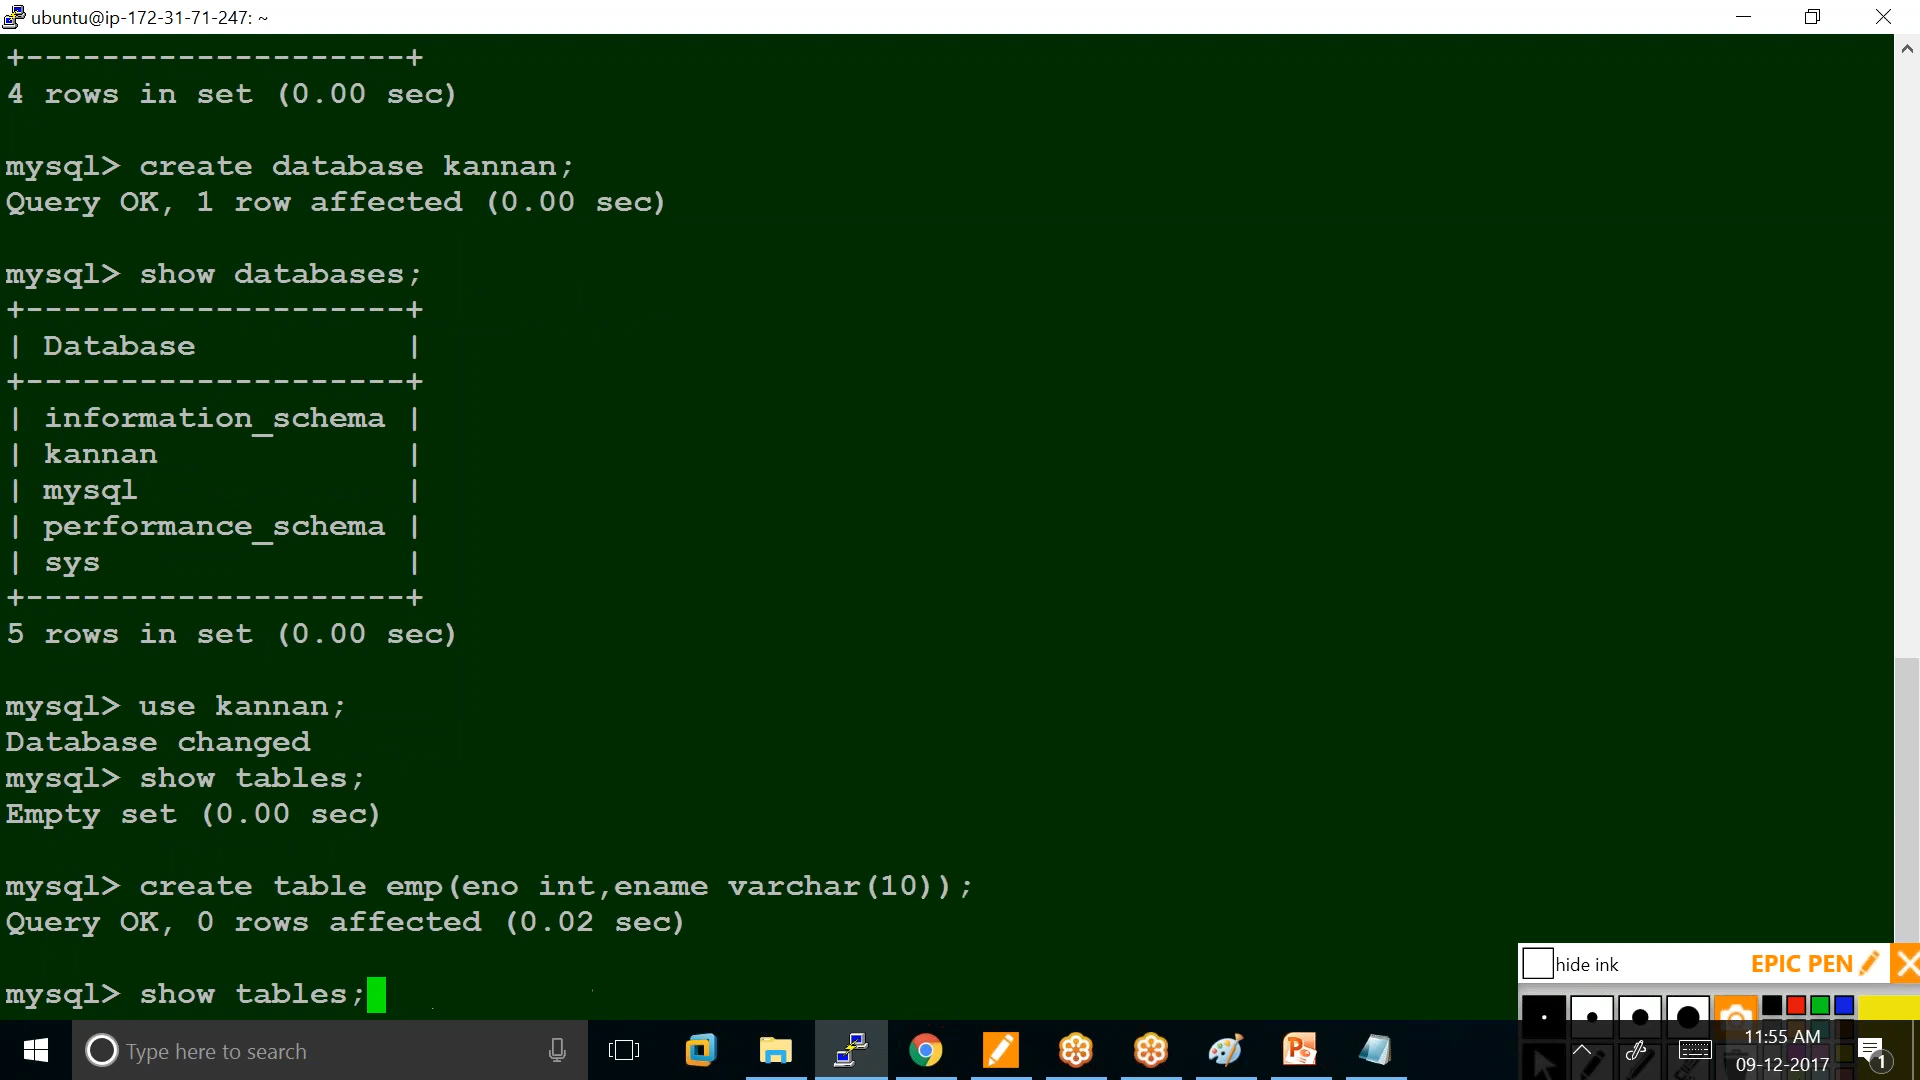 ubuntu@ip-172-31-71-247: ~
+--------------------+
4 rows in set (0.00 sec)
mysql> create database kannan;
Query OK, 1 row affected (0.00 sec)
mysql> show databases;
+--------------------+
| Database           |
+--------------------+
| information_schema |
| kannan             |
| mysql              |
| performance_schema |
| sys                |
+--------------------+
5 rows in set (0.00 sec)
mysql> use kannan;
Database changed
mysql> show tables;
Empty set (0.00 sec)
mysql> create table emp(eno int,ename varchar(10));
Query OK, 0 rows affected (0.02 sec)
mysql> show tables;
hide ink
EPIC PEN
Type here to search
11:55 AM
09-12-2017
1